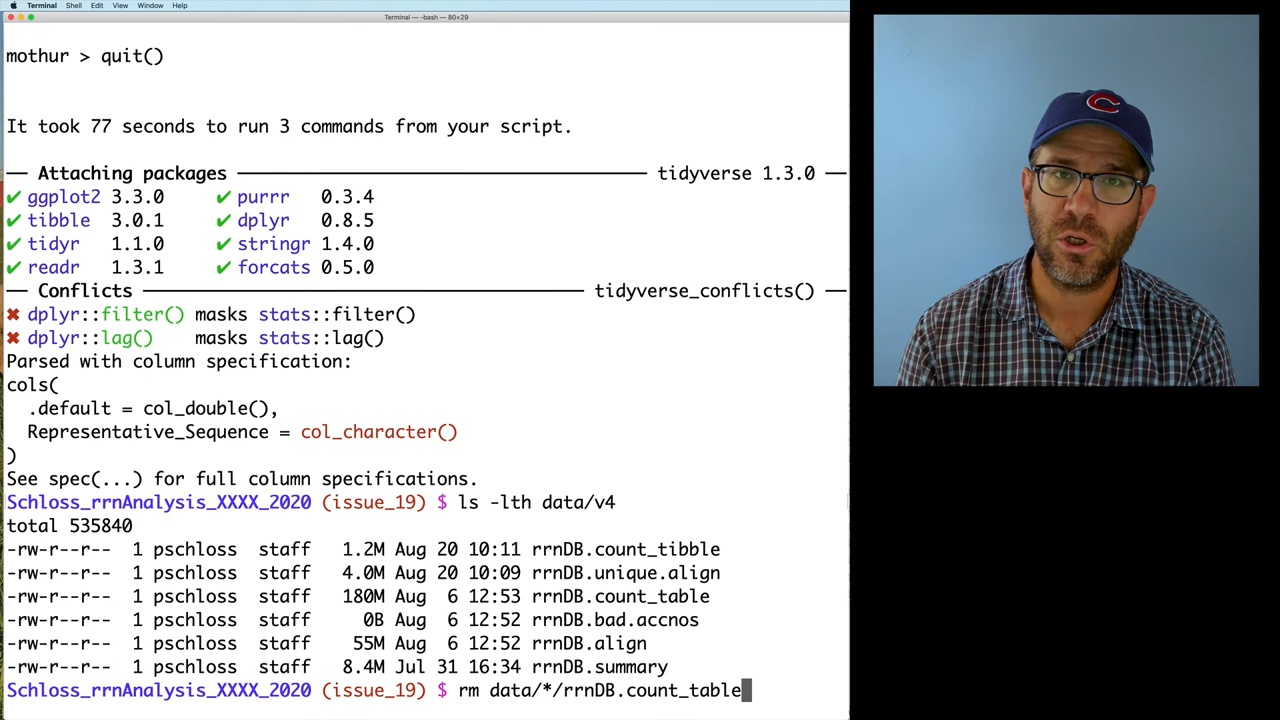 Terminal Shell Edit View Window Help
Terminal — -bash — 80×29
mothur > quit()
It took 77 seconds to run 3 commands from your script.
── Attaching packages ─────────────────────────── tidyverse 1.3.0 ──
✔ ggplot2 3.3.0 ✔ purrr 0.3.4
✔ tibble 3.0.1 ✔ dplyr 0.8.5
✔ tidyr 1.1.0 ✔ stringr 1.4.0
✔ readr 1.3.1 ✔ forcats 0.5.0
── Conflicts ─────────────────────────── tidyverse_conflicts() ──
✖ dplyr::filter() masks stats::filter()
✖ dplyr::lag() masks stats::lag()
Parsed with column specification:
cols(
.default = col_double(),
Representative_Sequence = col_character()
)
See spec(...) for full column specifications.
Schloss_rrnAnalysis_XXXX_2020 (issue_19) $ ls -lth data/v4
total 535840
-rw-r--r-- 1 pschloss staff 1.2M Aug 20 10:11 rrnDB.count_tibble
-rw-r--r-- 1 pschloss staff 4.0M Aug 20 10:09 rrnDB.unique.align
-rw-r--r-- 1 pschloss staff 180M Aug 6 12:53 rrnDB.count_table
-rw-r--r-- 1 pschloss staff 0B Aug 6 12:52 rrnDB.bad.accnos
-rw-r--r-- 1 pschloss staff 55M Aug 6 12:52 rrnDB.align
-rw-r--r-- 1 pschloss staff 8.4M Jul 31 16:34 rrnDB.summary
Schloss_rrnAnalysis_XXXX_2020 (issue_19) $ rm data/*/rrnDB.count_table
C